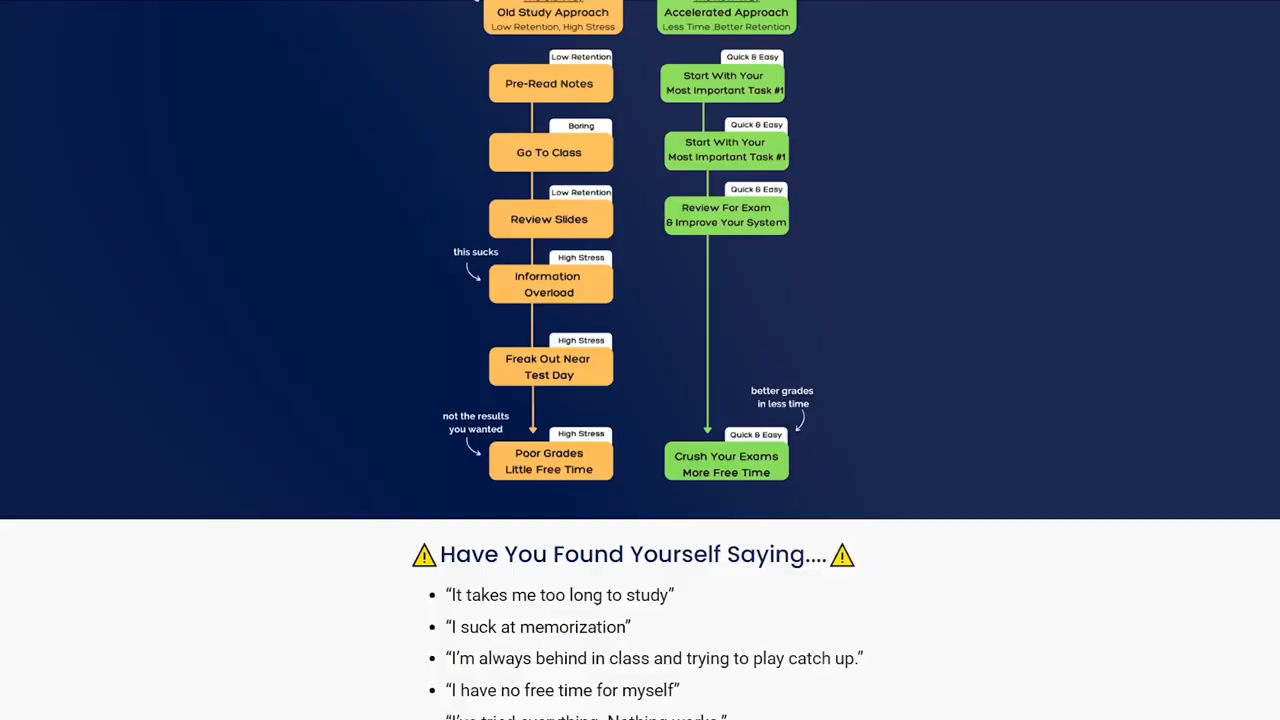 Old Study Approach
Low Retention, High Stress
Low Retention
Pre-Read Notes
Boring
Go To Class
Low Retention
Review Slides
this sucks
High Stress
Information
Overload
High Stress
Freak Out Near
Test Day
not the results
you wanted
High Stress
Poor Grades
Little Free Time
Accelerated Approach
Less Time ,Better Retention
Quick & Easy
Start With Your
Most Important Task #1
Quick & Easy
Start With Your
Most Important Task #1
Quick & Easy
Review For Exam
& Improve Your System
better grades
in less time
Quick & Easy
Crush Your Exams
More Free Time
Have You Found Yourself Saying....
• “It takes me too long to study”
• “I suck at memorization”
• “I’m always behind in class and trying to play catch up.”
• “I have no free time for myself”
“I’ve tried everything. Nothing works.”